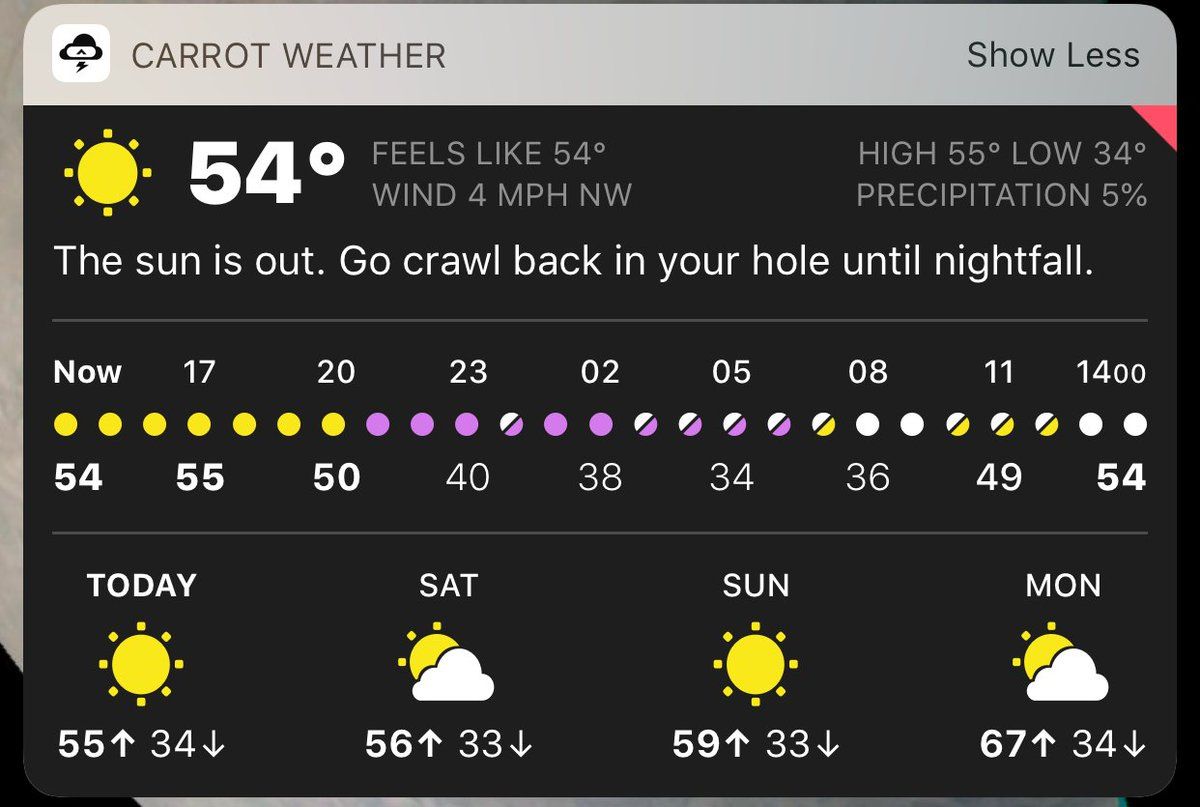 CARROT WEATHER Show Less
54° FEELS LIKE 54° HIGH 55° LOW 34°
WIND 4 MPH NW PRECIPITATION 5%
The sun is out. Go crawl back in your hole until nightfall.
Now 17 20 23 02 05 08 11 1400
54 55 50 40 38 34 36 49 54
TODAY SAT SUN MON
55↑ 34↓ 56↑ 33↓ 59↑ 33↓ 67↑ 34↓